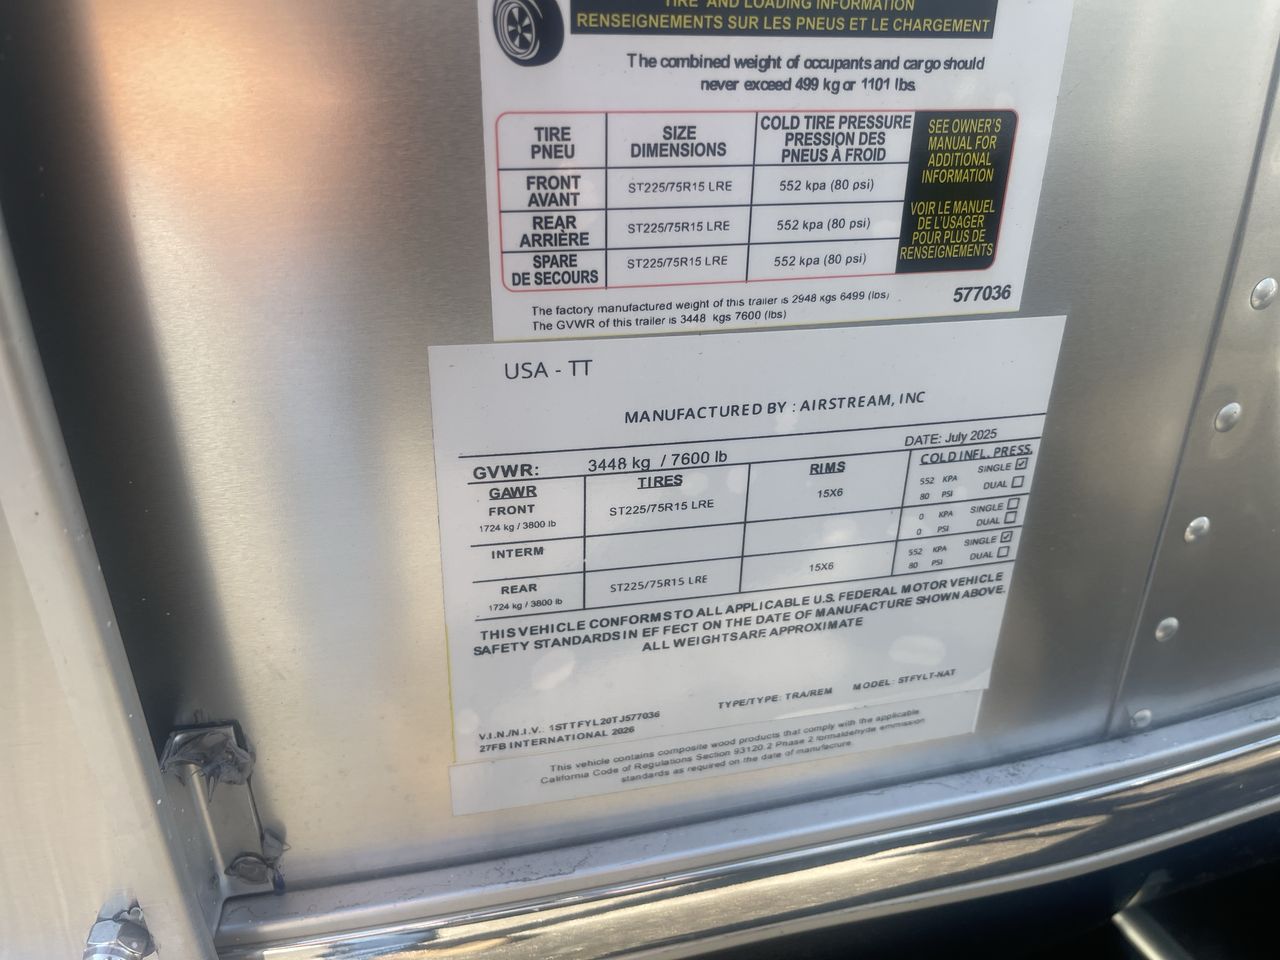 TIRE AND LOADING INFORMATION
RENSEIGNEMENTS SUR LES PNEUS ET LE CHARGEMENT
The combined weight of occupants and cargo should
never exceed 499 kg or 1101 lbs
TIRE
PNEU
SIZE
DIMENSIONS
COLD TIRE PRESSURE
PRESSION DES
PNEUS À FROID
SEE OWNER'S
MANUAL FOR
ADDITIONAL
INFORMATION
VOIR LE MANUEL
DE L'USAGER
POUR PLUS DE
RENSEIGNEMENTS
FRONT
AVANT
ST225/75R15 LRE
552 kpa (80 psi)
REAR
ARRIÈRE
ST225/75R15 LRE
552 kpa (80 psi)
SPARE
DE SECOURS
ST225/75R15 LRE
552 kpa (80 psi)
The factory manufactured weight of this trailer is 2948 kgs 6499 (lbs)
The GVWR of this trailer is 3448 kgs 7600 (lbs)
577036
USA - TT
MANUFACTURED BY : AIRSTREAM, INC
DATE: July 2025
GVWR: 3448 kg / 7600 lb
GAWR
TIRES
RIMS
COLD INFL. PRESS.
FRONT
1724 kg / 3800 lb
ST225/75R15 LRE
15X6
552 KPA SINGLE ☑
80 PSI DUAL ☐
INTERM
0 KPA SINGLE ☐
0 PSI DUAL ☐
REAR
1724 kg / 3800 lb
ST225/75R15 LRE
15X6
552 KPA SINGLE ☑
80 PSI DUAL ☐
THIS VEHICLE CONFORMS TO ALL APPLICABLE U.S. FEDERAL MOTOR VEHICLE
SAFETY STANDARDS IN EF FECT ON THE DATE OF MANUFACTURE SHOWN ABOVE.
ALL WEIGHTS ARE APPROXIMATE
TYPE/TYPE: TRA/REM MODEL: STFYLT-NAT
V.I.N./N.I.V.: 1STTFYL20TJ577036
27FB INTERNATIONAL 2026
This vehicle contains composite wood products that comply with the applicable
California Code of Regulations Section 93120.2 Phase 2 formaldehyde emmission
standards as required on the date of manufacture.